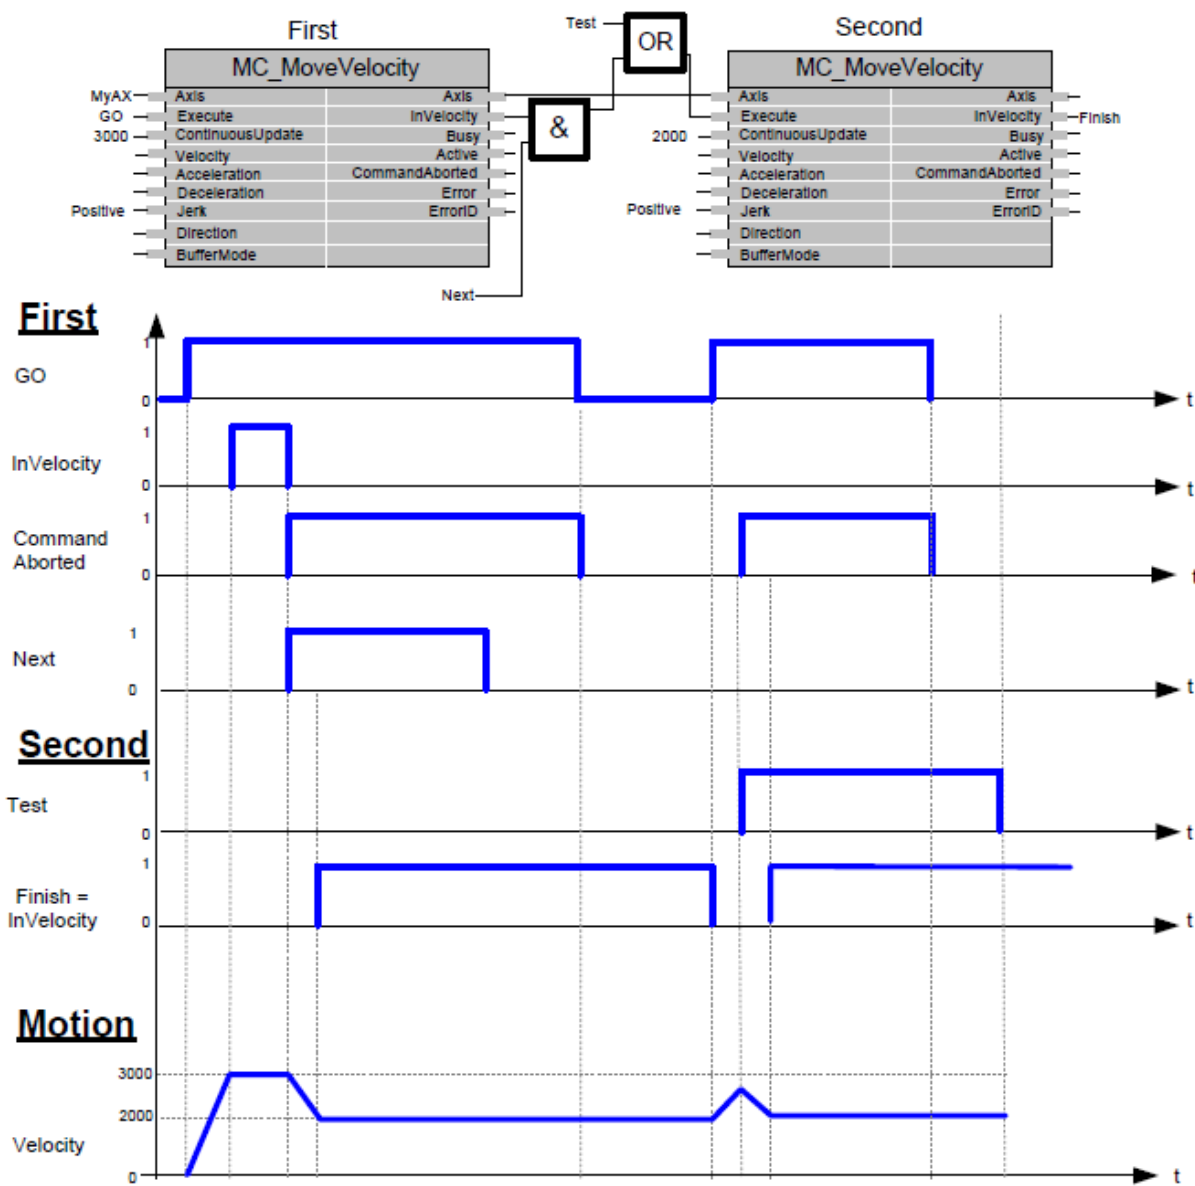 First
Test
OR
Second
MC_MoveVelocity
MC_MoveVelocity
MyAX
Axis
Axis
Axis
Axis
GO
Execute
InVelocity
&
Execute
InVelocity
Finish
3000
ContinuousUpdate
Busy
2000
ContinuousUpdate
Busy
Velocity
Active
Velocity
Active
Acceleration
CommandAborted
Acceleration
CommandAborted
Deceleration
Error
Deceleration
Error
Positive
Jerk
ErrorID
Positive
Jerk
ErrorID
Direction
Direction
BufferMode
BufferMode
Next
First
1
GO
0
t
1
InVelocity
0
t
1
Command
Aborted
0
t
1
Next
0
t
Second
1
Test
0
t
1
Finish =
InVelocity
0
t
Motion
3000
2000
Velocity
0
t